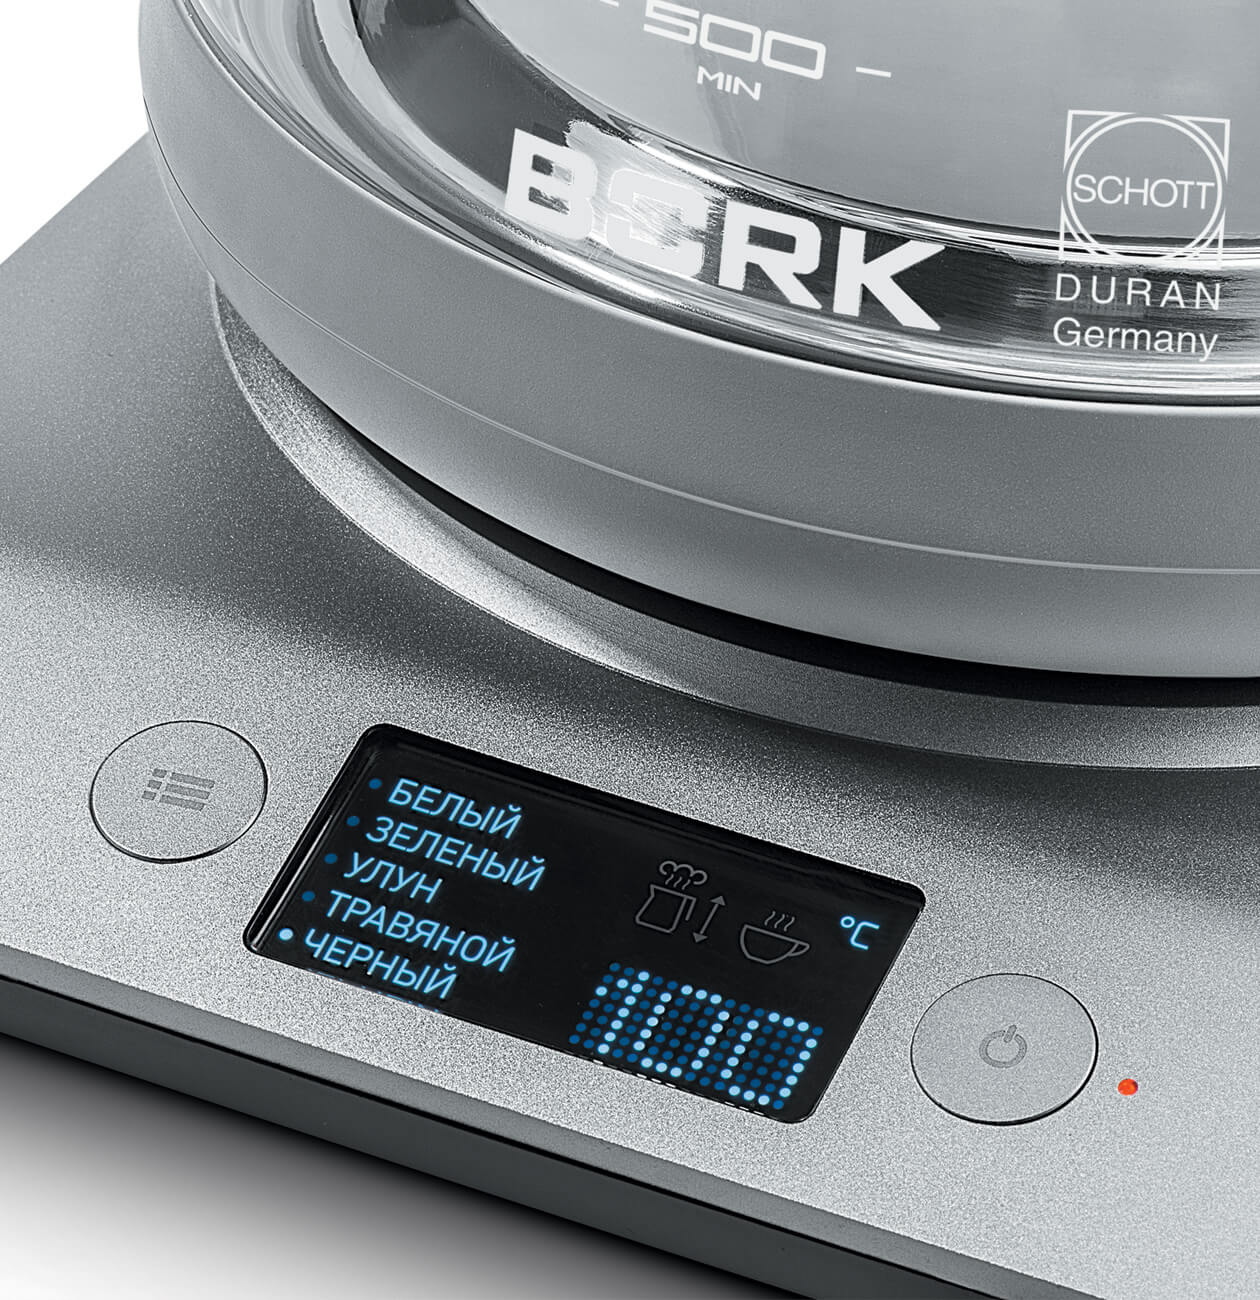 500
MIN
BORK
SCHOTT
DURAN
Germany
БЕЛЫЙ
ЗЕЛЕНЫЙ
УЛУН
ТРАВЯНОЙ
ЧЕРНЫЙ
°C
100